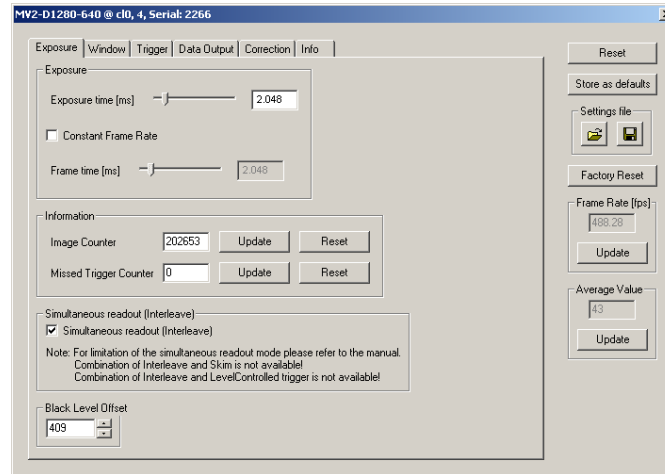 MV2-D1280-640 @ cl0, 4, Serial: 2266
Exposure Window Trigger Data Output Correction Info
Exposure
Exposure time [ms] 2.048
Constant Frame Rate
Frame time [ms] 2.048
Information
Image Counter 202653 Update Reset
Missed Trigger Counter 0 Update Reset
Simultaneous readout (Interleave)
Simultaneous readout (Interleave)
Note: For limitation of the simultaneous readout mode please refer to the manual.
Combination of Interleave and Skim is not available!
Combination of Interleave and LevelControlled trigger is not available!
Black Level Offset
409
Reset
Store as defaults
Settings file
Factory Reset
Frame Rate [fps]
488.28
Update
Average Value
43
Update